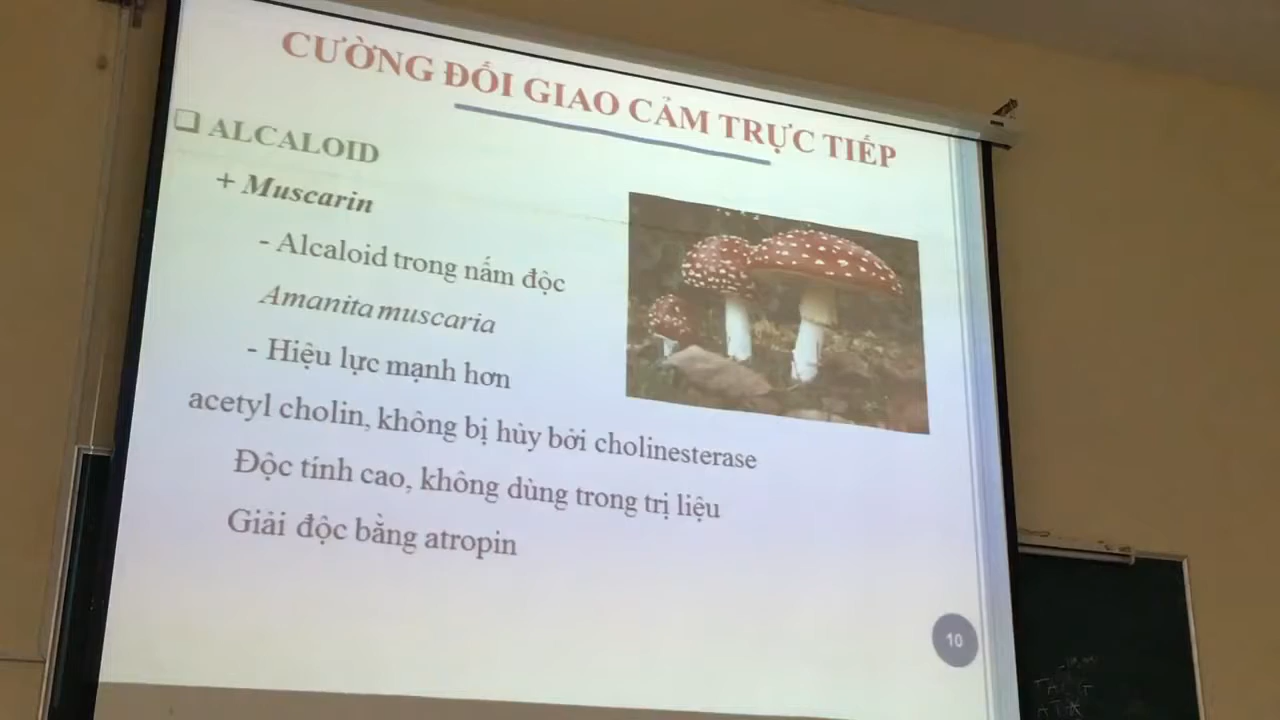 CƯỜNG ĐỐI GIAO CẢM TRỰC TIẾP
❑ ALCALOID
+ Muscarin
- Alcaloid trong nấm độc
Amanita muscaria
- Hiệu lực mạnh hơn
acetyl cholin, không bị hủy bởi cholinesterase
Độc tính cao, không dùng trong trị liệu
Giải độc bằng atropin
10